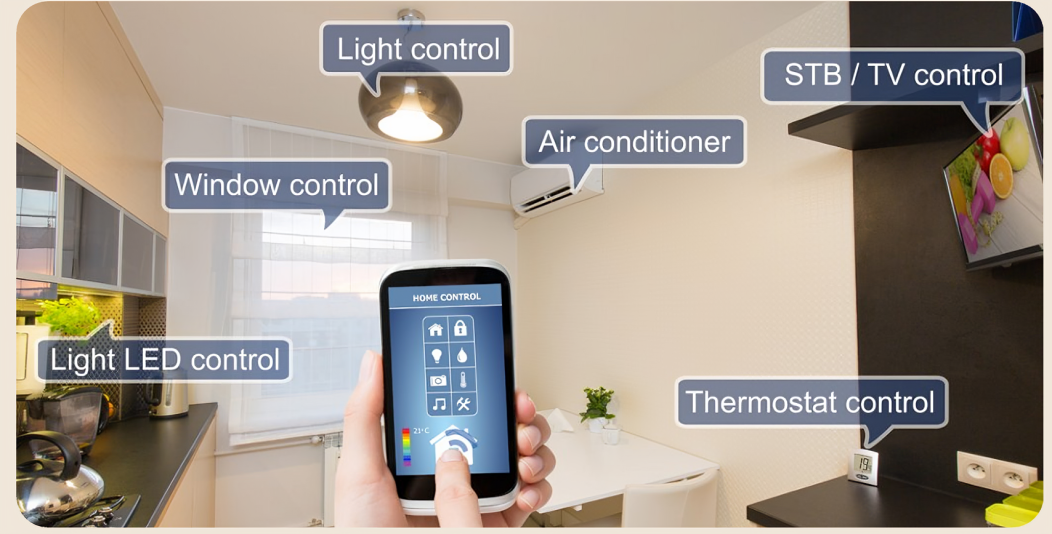 Light control
STB / TV control
Air conditioner
Window control
HOME CONTROL
Light LED control
Thermostat control
21°C
19